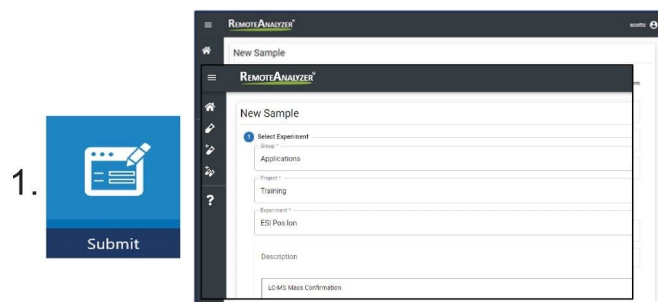 1.
Submit
REMOTEANALYZER®
scotts
New Sample
REMOTEANALYZER®
New Sample
1 Select Experiment
Group *
Applications
Project *
Training
Experiment *
ESI Pos Ion
Description
LC-MS Mass Confirmation
?